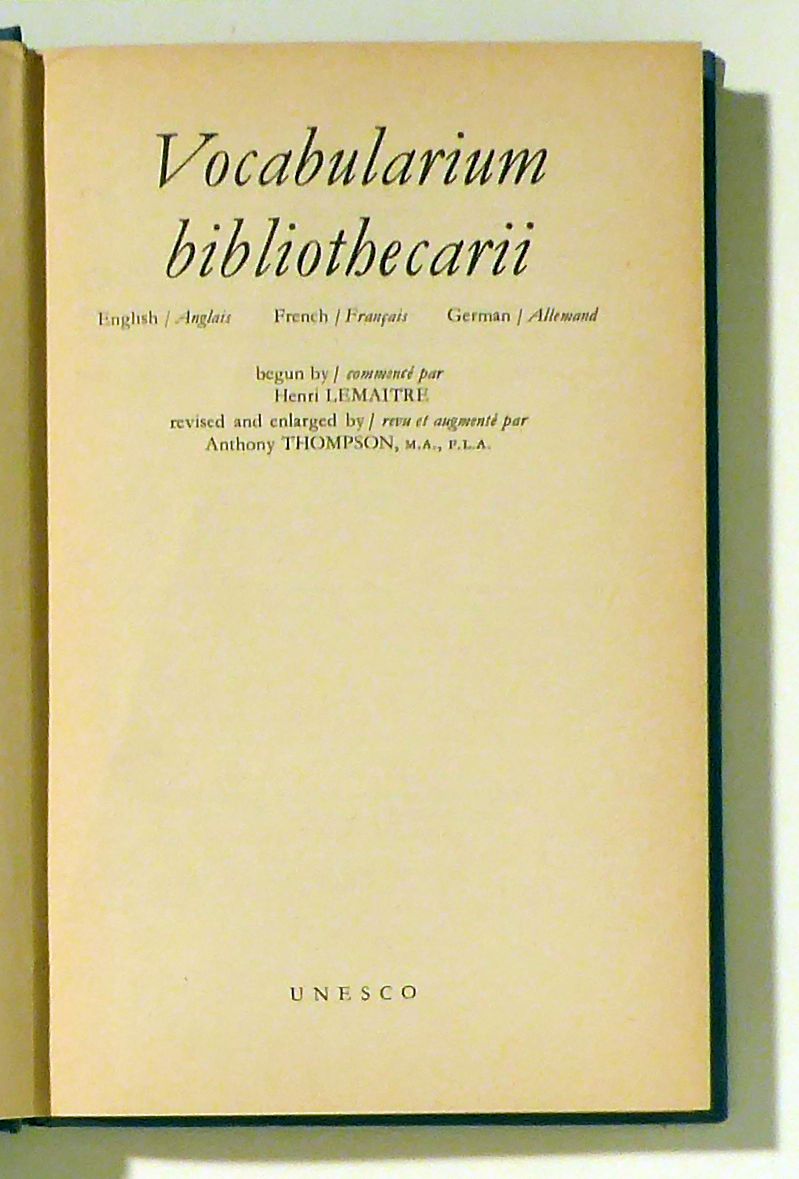 Vocabularium
bibliothecarii
English / Anglais French / Français German / Allemand
begun by / commencé par
Henri LEMAITRE
revised and enlarged by / revu et augmenté par
Anthony THOMPSON, M.A., F.L.A.
UNESCO